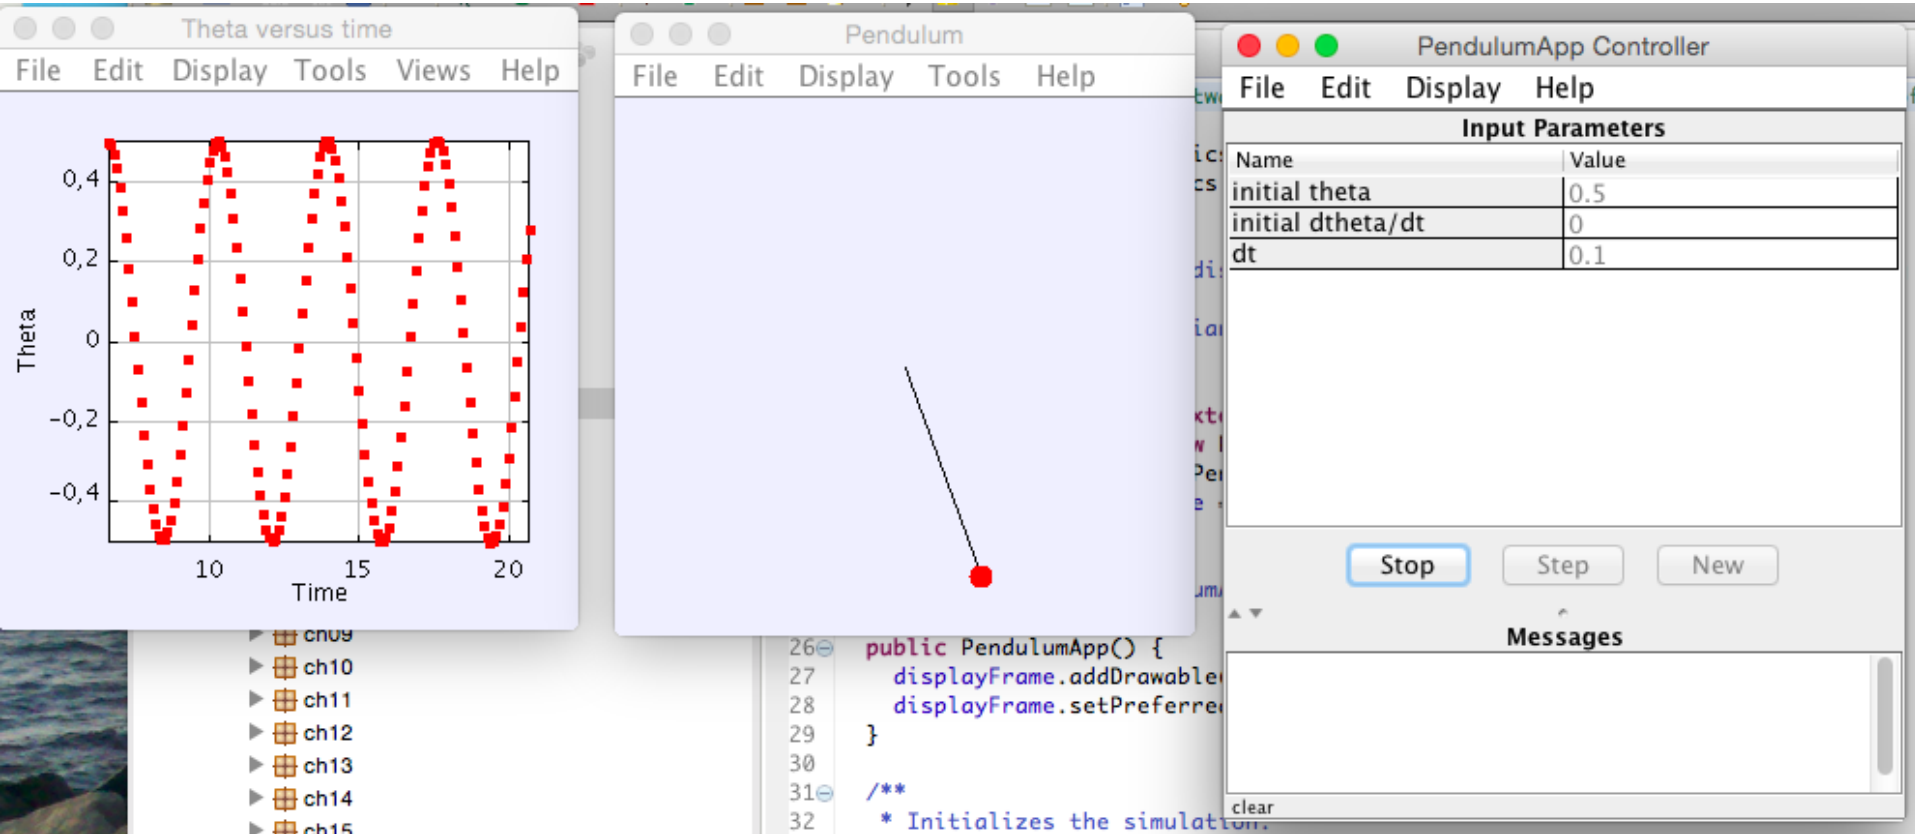 Theta versus time
File Edit Display Tools Views Help
0,4
0,2
0
−0,2
−0,4
Theta
10 15 20
Time
Pendulum
File Edit Display Tools Help
PendulumApp Controller
File Edit Display Help
Input Parameters
Name Value
initial theta 0.5
initial dtheta/dt 0
dt 0.1
Stop Step New
Messages
clear
ch09
ch10
ch11
ch12
ch13
ch14
ch15
26 public PendulumApp() {
27 displayFrame.addDrawable
28 displayFrame.setPreferre
29 }
30
31 /**
32 * Initializes the simulation.